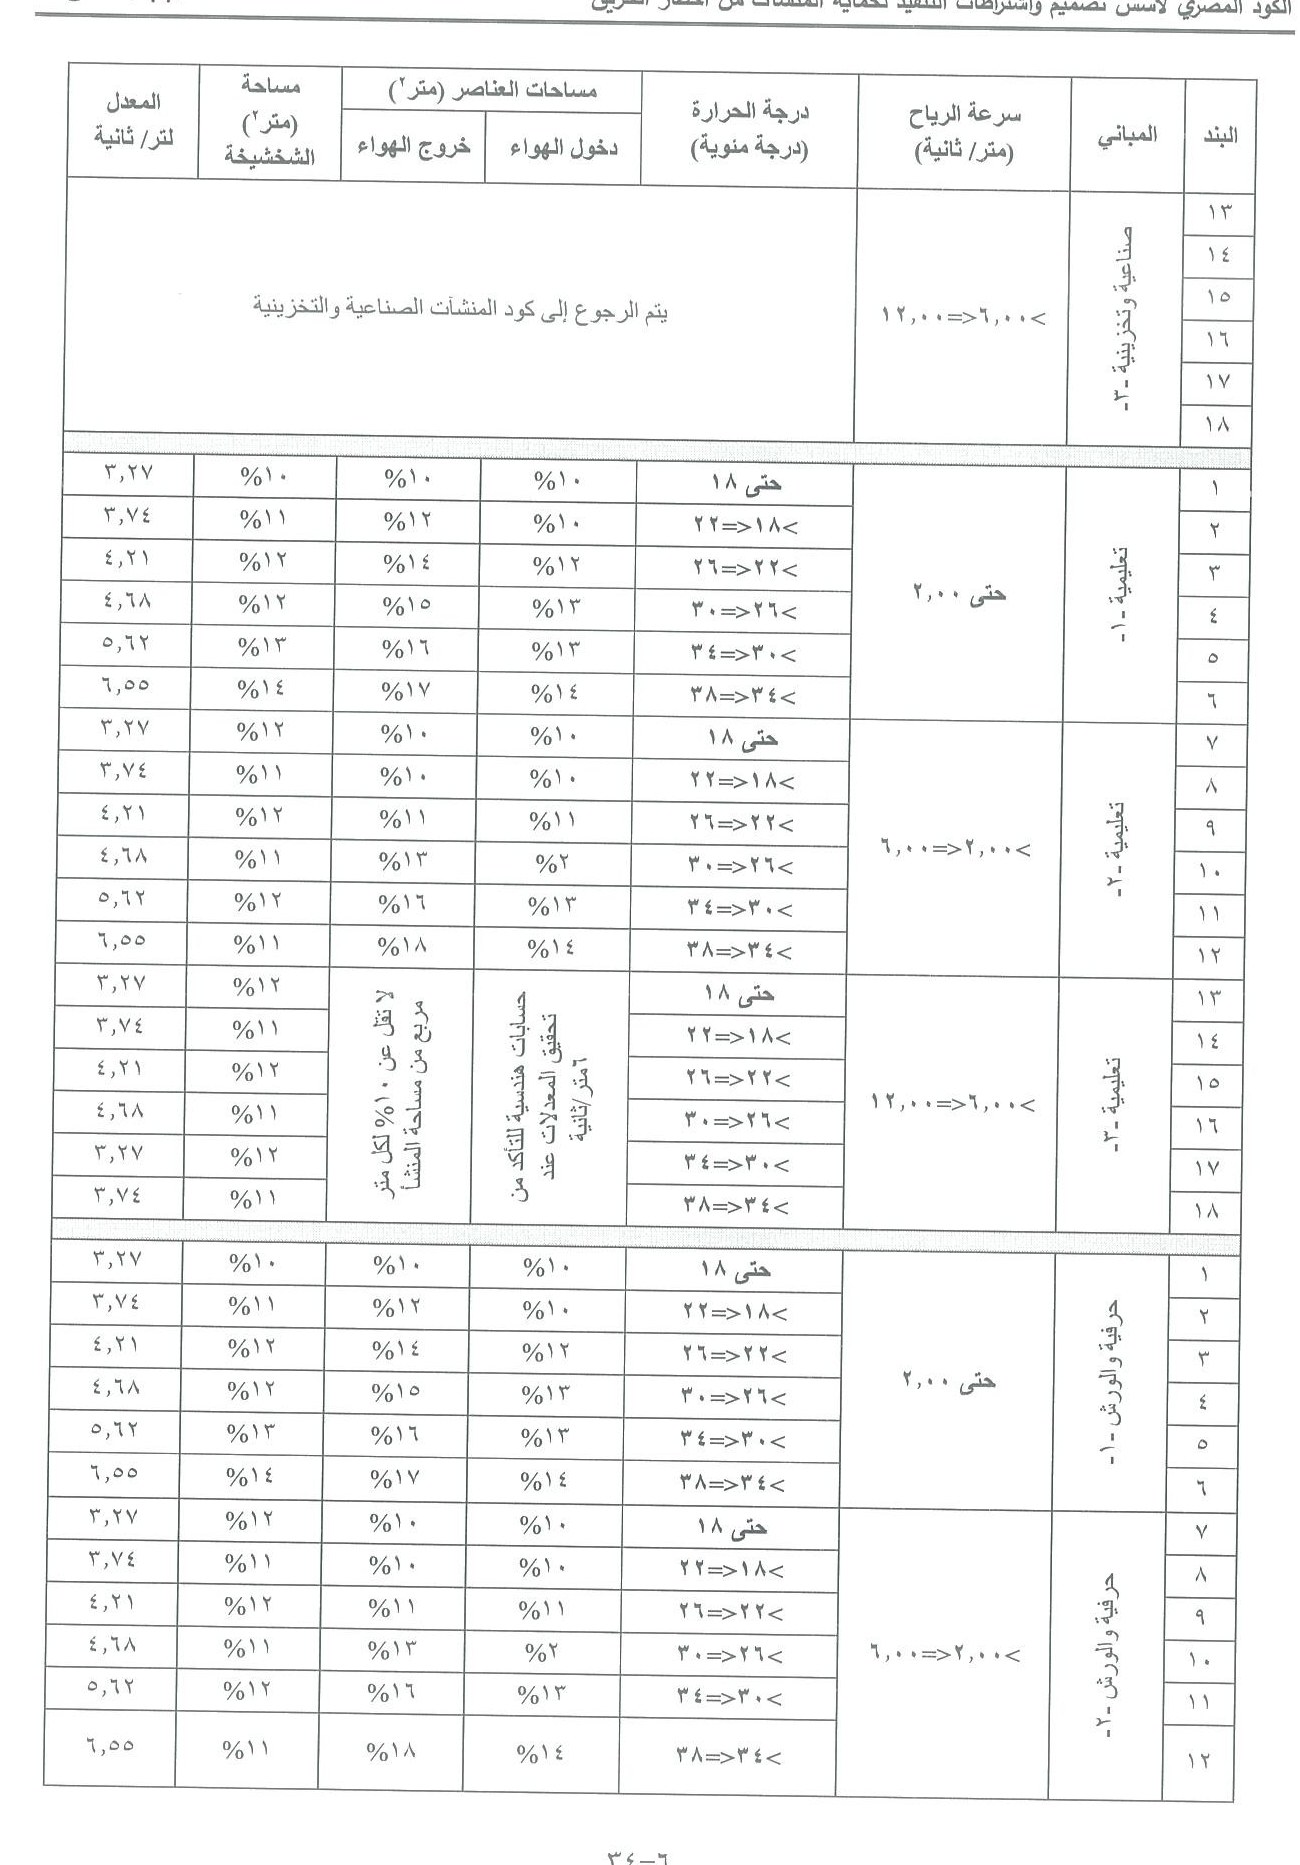 الكود المصري لأسس تصميم واشتراطات التنفيذ لحماية المنشآت من أخطار الحريق
البند | المباني | سرعة الرياح (متر/ ثانية) | درجة الحرارة (درجة مئوية) | مساحات العناصر (متر٢) | مساحة (متر٢) الشخشيخة | المعدل لتر/ ثانية
دخول الهواء | خروج الهواء
١٣ | صناعية وتخزينية -٣- | >٦,٠٠<=١٢,٠٠ | يتم الرجوع إلى كود المنشآت الصناعية والتخزينية
١٤
١٥
١٦
١٧
١٨
١ | تعليمية -١- | حتى ٢,٠٠ | حتى ١٨ | %١٠ | %١٠ | %١٠ | ٣,٢٧
٢ | >١٨<=٢٢ | %١٠ | %١٢ | %١١ | ٣,٧٤
٣ | >٢٢<=٢٦ | %١٢ | %١٤ | %١٢ | ٤,٢١
٤ | >٢٦<=٣٠ | %١٣ | %١٥ | %١٢ | ٤,٦٨
٥ | >٣٠<=٣٤ | %١٣ | %١٦ | %١٣ | ٥,٦٢
٦ | >٣٤<=٣٨ | %١٤ | %١٧ | %١٤ | ٦,٥٥
٧ | تعليمية -٢- | >٢,٠٠<=٦,٠٠ | حتى ١٨ | %١٠ | %١٠ | %١٢ | ٣,٢٧
٨ | >١٨<=٢٢ | %١٠ | %١٠ | %١١ | ٣,٧٤
٩ | >٢٢<=٢٦ | %١١ | %١١ | %١٢ | ٤,٢١
١٠ | >٢٦<=٣٠ | %٢ | %١٣ | %١١ | ٤,٦٨
١١ | >٣٠<=٣٤ | %١٣ | %١٦ | %١٢ | ٥,٦٢
١٢ | >٣٤<=٣٨ | %١٤ | %١٨ | %١١ | ٦,٥٥
١٣ | تعليمية -٣- | >٦,٠٠<=١٢,٠٠ | حتى ١٨ | حسابات هندسية للتأكد من تحقيق المعدلات عند ٦متر/ثانية | لا تقل عن ١٠% لكل متر مربع من مساحة المنشأ | %١٢ | ٣,٢٧
١٤ | >١٨<=٢٢ | %١١ | ٣,٧٤
١٥ | >٢٢<=٢٦ | %١٢ | ٤,٢١
١٦ | >٢٦<=٣٠ | %١١ | ٤,٦٨
١٧ | >٣٠<=٣٤ | %١٢ | ٣,٢٧
١٨ | >٣٤<=٣٨ | %١١ | ٣,٧٤
١ | حرفية والورش -١- | حتى ٢,٠٠ | حتى ١٨ | %١٠ | %١٠ | %١٠ | ٣,٢٧
٢ | >١٨<=٢٢ | %١٠ | %١٢ | %١١ | ٣,٧٤
٣ | >٢٢<=٢٦ | %١٢ | %١٤ | %١٢ | ٤,٢١
٤ | >٢٦<=٣٠ | %١٣ | %١٥ | %١٢ | ٤,٦٨
٥ | >٣٠<=٣٤ | %١٣ | %١٦ | %١٣ | ٥,٦٢
٦ | >٣٤<=٣٨ | %١٤ | %١٧ | %١٤ | ٦,٥٥
٧ | حرفية والورش -٢- | >٢,٠٠<=٦,٠٠ | حتى ١٨ | %١٠ | %١٠ | %١٢ | ٣,٢٧
٨ | >١٨<=٢٢ | %١٠ | %١٠ | %١١ | ٣,٧٤
٩ | >٢٢<=٢٦ | %١١ | %١١ | %١٢ | ٤,٢١
١٠ | >٢٦<=٣٠ | %٢ | %١٣ | %١١ | ٤,٦٨
١١ | >٣٠<=٣٤ | %١٣ | %١٦ | %١٢ | ٥,٦٢
١٢ | >٣٤<=٣٨ | %١٤ | %١٨ | %١١ | ٦,٥٥
٦-٣٤